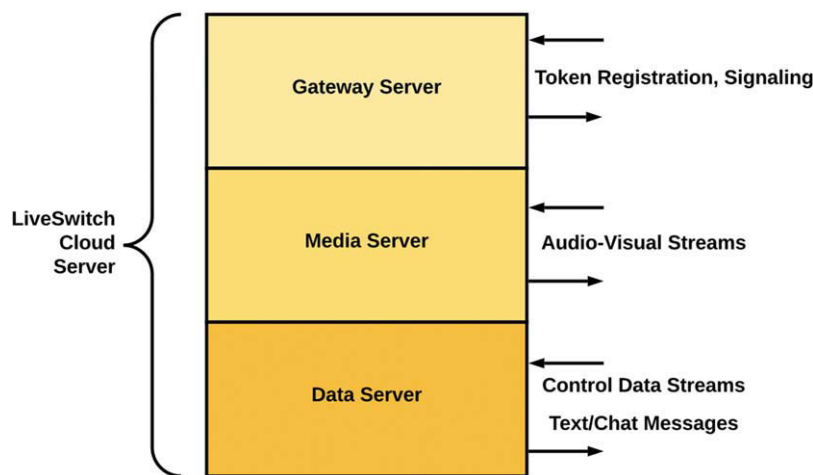 Gateway Server
Token Registration, Signaling
LiveSwitch
Cloud
Server
Media Server
Audio-Visual Streams
Data Server
Control Data Streams
Text/Chat Messages